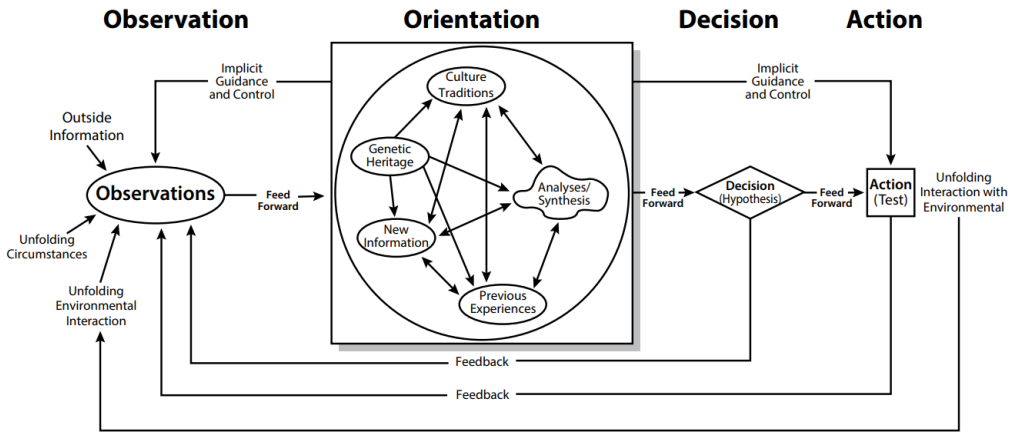 Observation
Orientation
Decision
Action
Implicit
Guidance
and Control
Outside
Information
Observations
Unfolding
Circumstances
Unfolding
Environmental
Interaction
Feed
Forward
Culture
Traditions
Genetic
Heritage
Analyses/
Synthesis
New
Information
Previous
Experiences
Implicit
Guidance
and Control
Feed
Forward
Decision
(Hypothesis)
Feed
Forward
Action
(Test)
Unfolding
Interaction with
Environmental
Feedback
Feedback